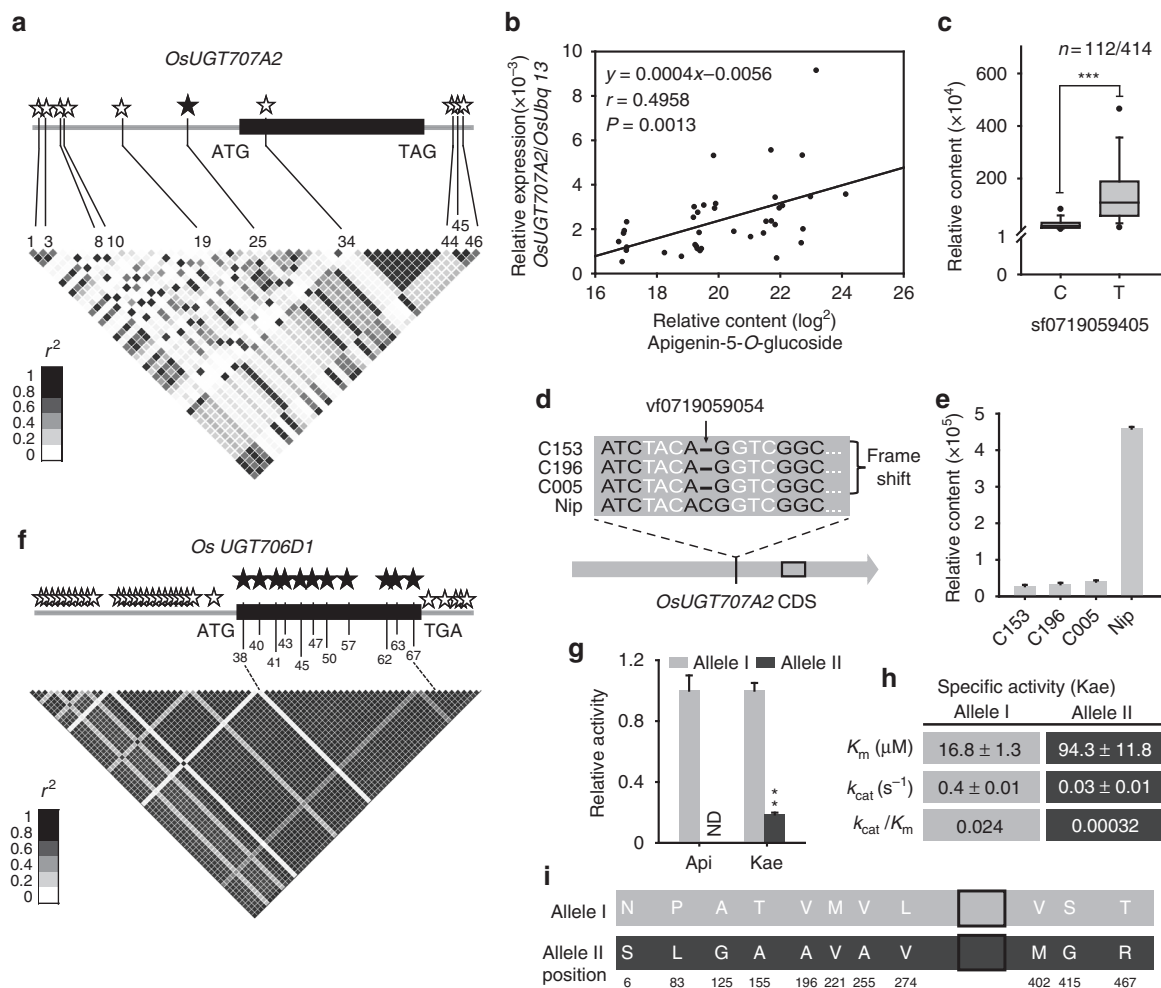 a
OsUGT707A2
ATG
TAG
1 3 8 10 19 25 34 44 45 46
r²
1
0.8
0.6
0.4
0.2
0
b
Relative expression(×10⁻³)
OsUGT707A2/OsUbq 13
10
8
6
4
2
0
y = 0.0004x–0.0056
r = 0.4958
P = 0.0013
16 18 20 22 24 26
Relative content (log²)
Apigenin-5-O-glucoside
c
n = 112/414
***
Relative content (×10⁴)
600
400
200
1
0
C T
sf0719059405
d
vf0719059054
C153 ATCTACA–GGTCGGC...
C196 ATCTACA–GGTCGGC...
C005 ATCTACA–GGTCGGC...
Nip ATCTACACGGTCGGC...
Frame
shift
OsUGT707A2 CDS
e
Relative content (×10⁵)
5
4
3
2
1
0
C153 C196 C005 Nip
f
Os UGT706D1
ATG
TGA
38 40 41 43 45 47 50 57 62 63 67
r²
1
0.8
0.6
0.4
0.2
0
g
Allele I Allele II
Relative activity
1.2
0.8
0.4
0
ND
**
Api Kae
h
Specific activity (Kae)
Allele I Allele II
Km (μM) 16.8 ± 1.3 94.3 ± 11.8
kcat (s⁻¹) 0.4 ± 0.01 0.03 ± 0.01
kcat /Km 0.024 0.00032
i
Allele I N P A T V M V L V S T
Allele II S L G A A V A V M G R
position 6 83 125 155 196 221 255 274 402 415 467